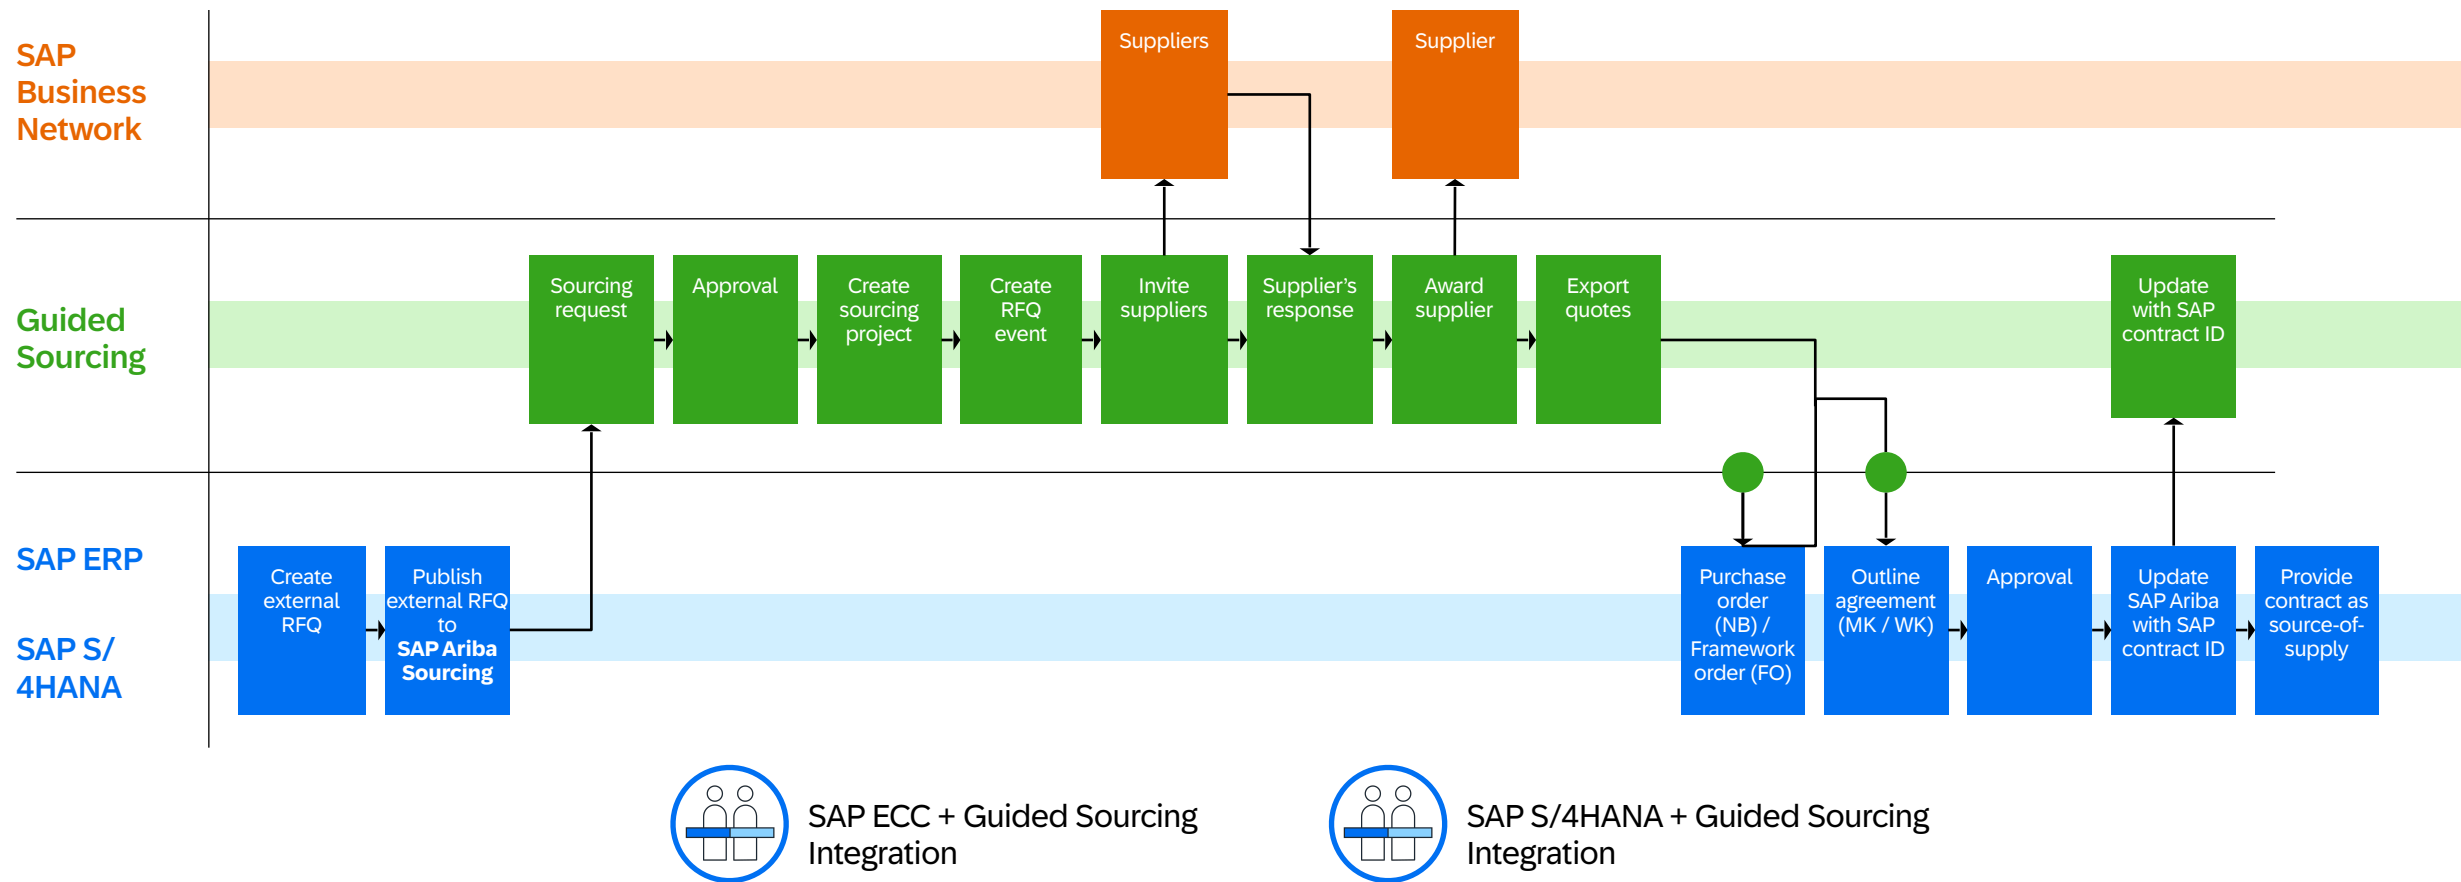 SAP
Business
Network
Suppliers
Supplier
Guided
Sourcing
Sourcing
request
Approval
Create
sourcing
project
Create
RFQ
event
Invite
suppliers
Supplier’s
response
Award
supplier
Export
quotes
Update
with SAP
contract ID
SAP ERP
SAP S/
4HANA
Create
external
RFQ
Publish
external RFQ
to
SAP Ariba
Sourcing
Purchase
order
(NB) /
Framework
order (FO)
Outline
agreement
(MK / WK)
Approval
Update
SAP Ariba
with SAP
contract ID
Provide
contract as
source-of-
supply
SAP ECC + Guided Sourcing
Integration
SAP S/4HANA + Guided Sourcing
Integration